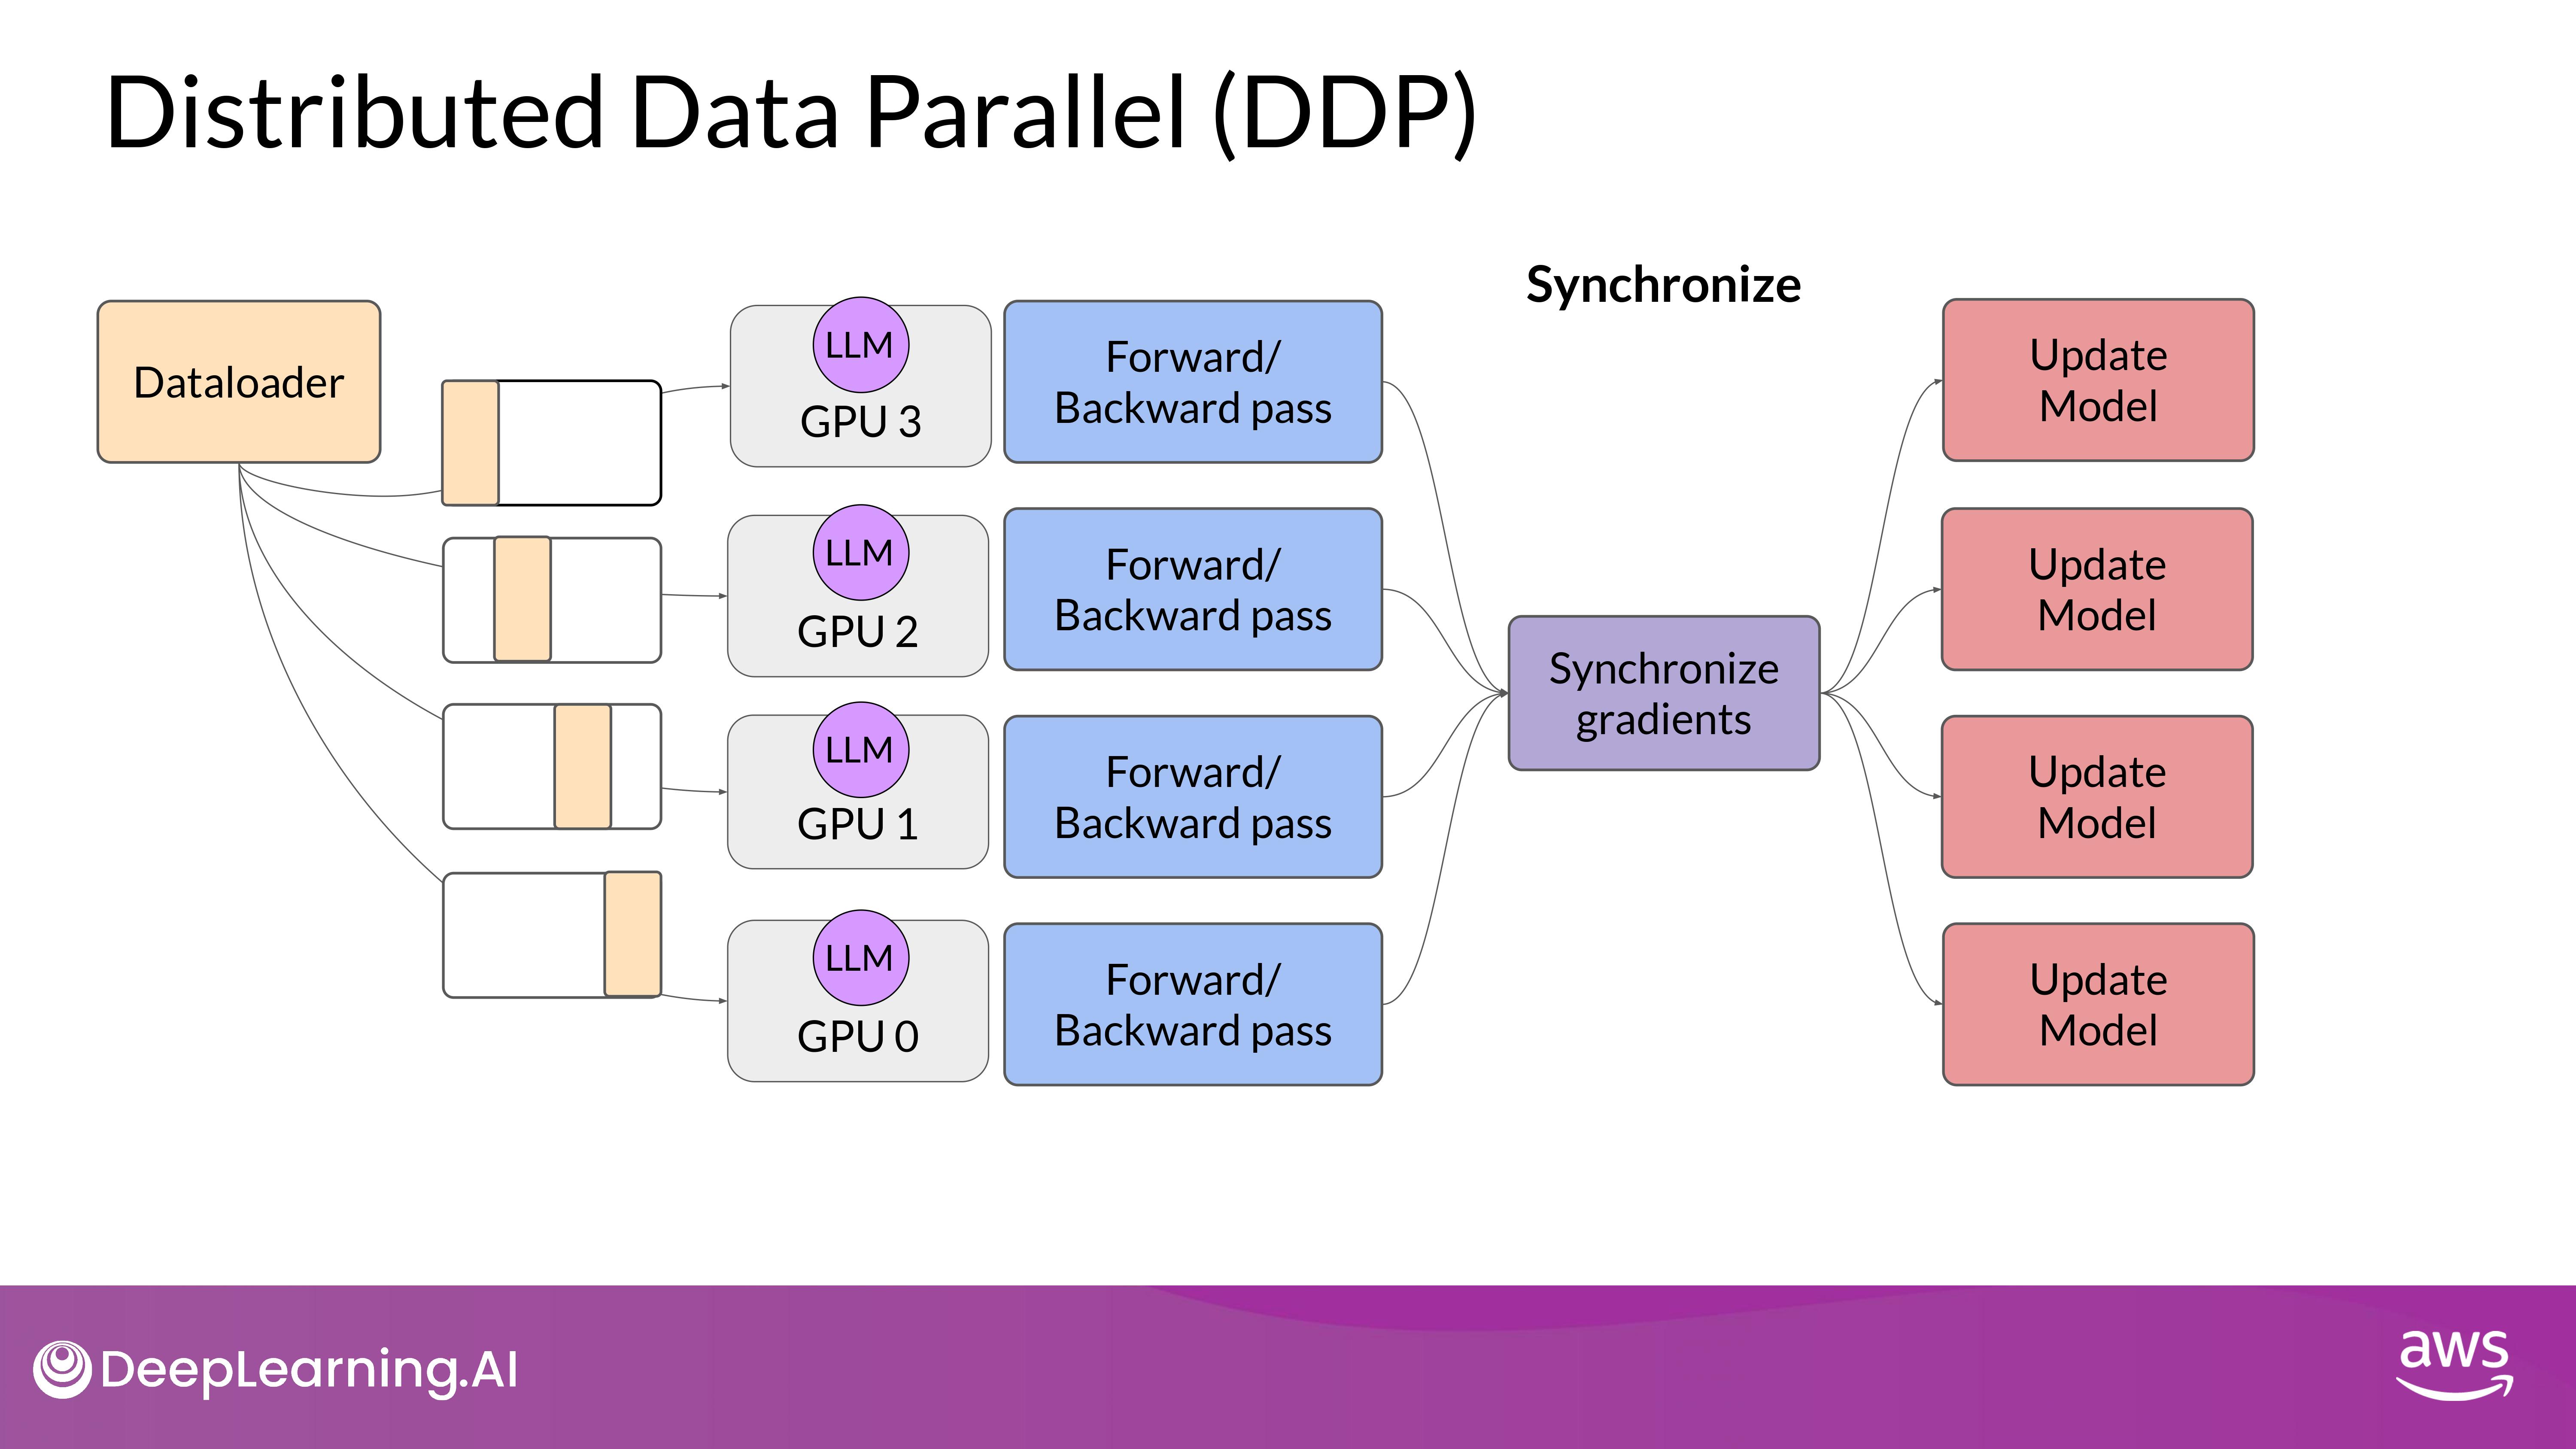 Distributed Data Parallel (DDP)
Synchronize
Dataloader
LLM
GPU 3
Forward/
Backward pass
Update
Model
LLM
GPU 2
Forward/
Backward pass
Update
Model
Synchronize
gradients
LLM
GPU 1
Forward/
Backward pass
Update
Model
LLM
GPU 0
Forward/
Backward pass
Update
Model
DeepLearning.AI
aws